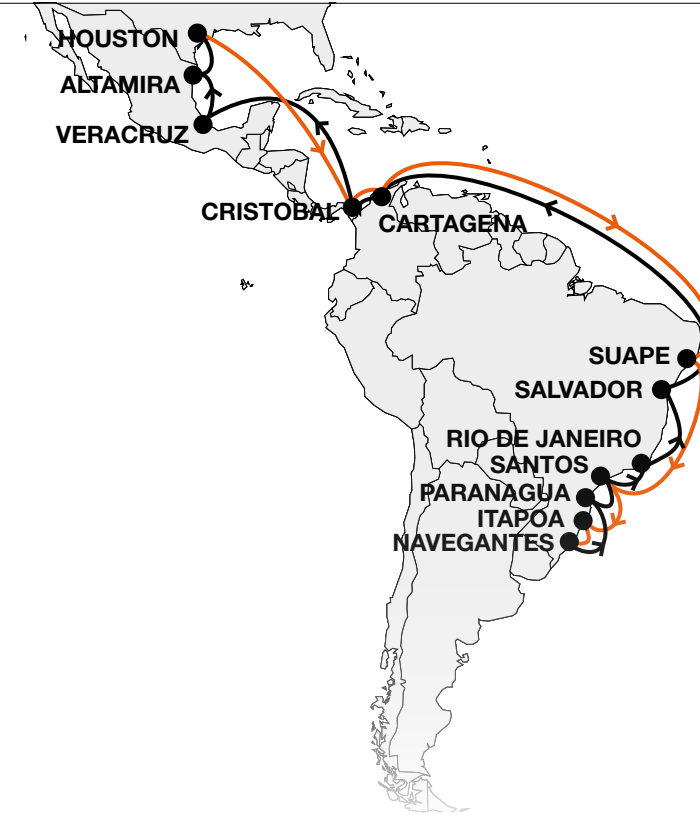 HOUSTON
ALTAMIRA
VERACRUZ
CRISTOBAL
CARTAGENA
SUAPE
SALVADOR
RIO DE JANEIRO
SANTOS
PARANAGUA
ITAPOA
NAVEGANTES